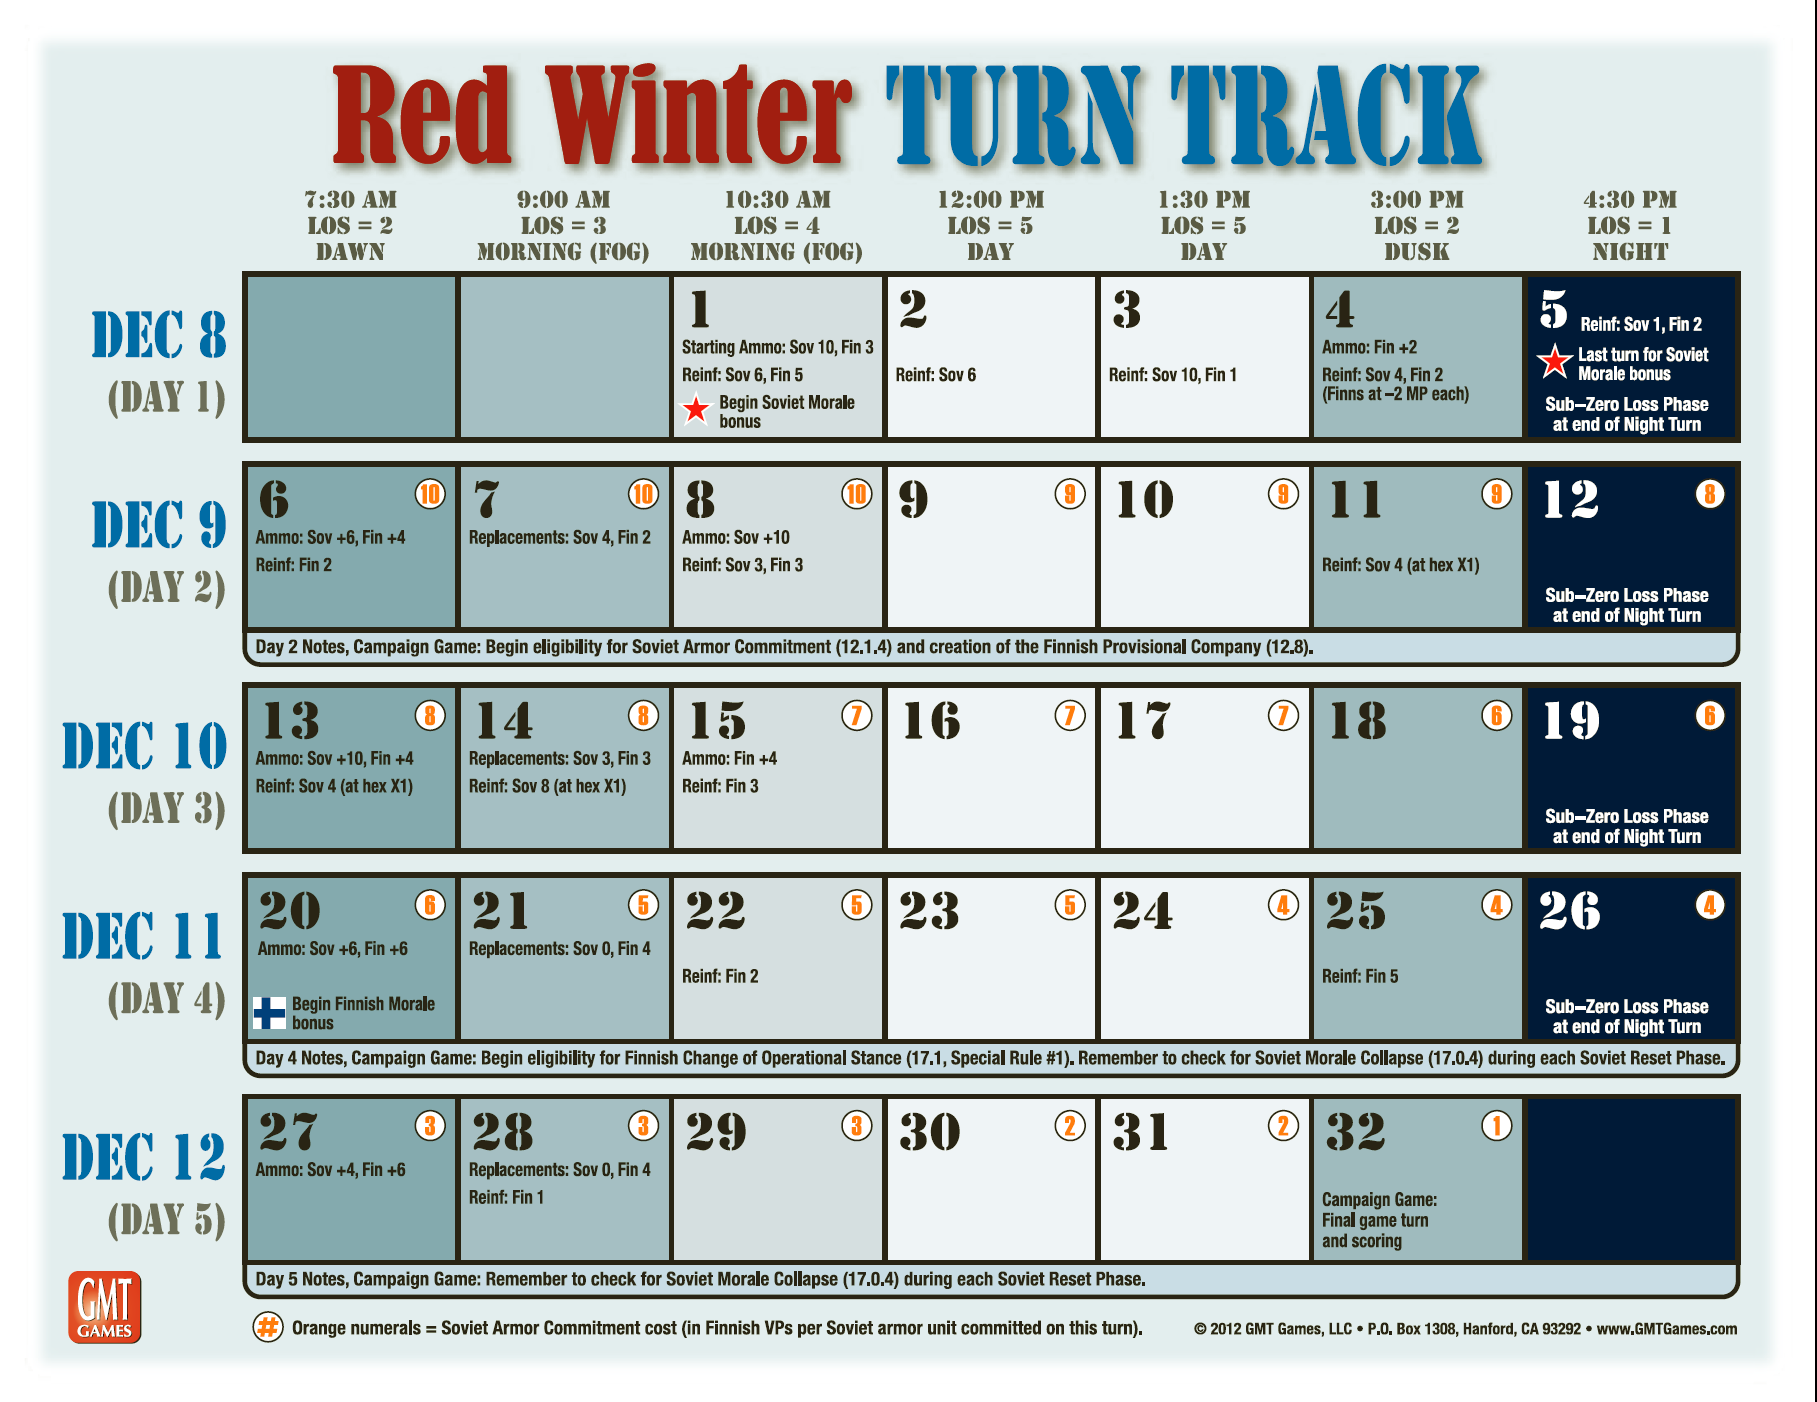 Red Winter TURN TRACK
7:30 AM
LOS = 2
DAWN
9:00 AM
LOS = 3
MORNING (FOG)
10:30 AM
LOS = 4
MORNING (FOG)
12:00 PM
LOS = 5
DAY
1:30 PM
LOS = 5
DAY
3:00 PM
LOS = 2
DUSK
4:30 PM
LOS = 1
NIGHT
DEC 8
(DAY 1)
1
Starting Ammo: Sov 10, Fin 3
Reinf: Sov 6, Fin 5
Begin Soviet Morale
bonus
2
Reinf: Sov 6
3
Reinf: Sov 10, Fin 1
4
Ammo: Fin +2
Reinf: Sov 4, Fin 2
(Finns at –2 MP each)
5
Reinf: Sov 1, Fin 2
Last turn for Soviet
Morale bonus
Sub–Zero Loss Phase
at end of Night Turn
DEC 9
(DAY 2)
6 10
Ammo: Sov +6, Fin +4
Reinf: Fin 2
7 10
Replacements: Sov 4, Fin 2
8 10
Ammo: Sov +10
Reinf: Sov 3, Fin 3
9 9
10 9
11 9
Reinf: Sov 4 (at hex X1)
12 8
Sub–Zero Loss Phase
at end of Night Turn
Day 2 Notes, Campaign Game: Begin eligibility for Soviet Armor Commitment (12.1.4) and creation of the Finnish Provisional Company (12.8).
DEC 10
(DAY 3)
13 8
Ammo: Sov +10, Fin +4
Reinf: Sov 4 (at hex X1)
14 8
Replacements: Sov 3, Fin 3
Reinf: Sov 8 (at hex X1)
15 7
Ammo: Fin +4
Reinf: Fin 3
16 7
17 7
18 6
19 6
Sub–Zero Loss Phase
at end of Night Turn
DEC 11
(DAY 4)
20 6
Ammo: Sov +6, Fin +6
Begin Finnish Morale
bonus
21 5
Replacements: Sov 0, Fin 4
22 5
Reinf: Fin 2
23 5
24 4
25 4
Reinf: Fin 5
26 4
Sub–Zero Loss Phase
at end of Night Turn
Day 4 Notes, Campaign Game: Begin eligibility for Finnish Change of Operational Stance (17.1, Special Rule #1). Remember to check for Soviet Morale Collapse (17.0.4) during each Soviet Reset Phase.
DEC 12
(DAY 5)
27 3
Ammo: Sov +4, Fin +6
28 3
Replacements: Sov 0, Fin 4
Reinf: Fin 1
29 3
30 2
31 2
32 1
Campaign Game:
Final game turn
and scoring
Day 5 Notes, Campaign Game: Remember to check for Soviet Morale Collapse (17.0.4) during each Soviet Reset Phase.
GMT
GAMES
# Orange numerals = Soviet Armor Commitment cost (in Finnish VPs per Soviet armor unit committed on this turn).
© 2012 GMT Games, LLC • P.O. Box 1308, Hanford, CA 93292 • www.GMTGames.com